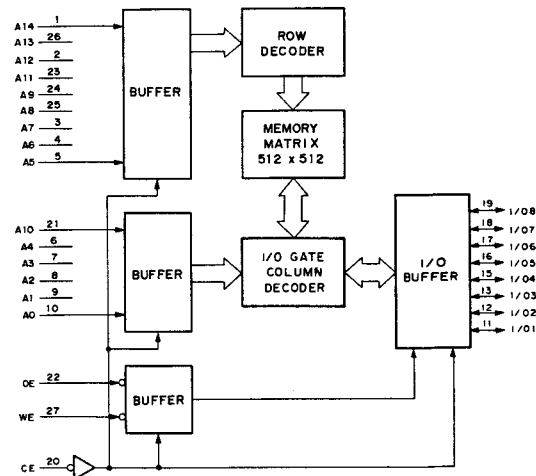 A14 1
A13 26
A12 2
A11 23
A9 24
A8 25
A7 3
A6 4
A5 5
BUFFER
ROW
DECODER
MEMORY
MATRIX
512 x 512
A10 21
A4 6
A3 7
A2 8
A1 9
A0 10
BUFFER
I/O GATE
COLUMN
DECODER
I/O
BUFFER
19 I/O8
18 I/O7
17 I/O6
16 I/O5
15 I/O4
13 I/O3
12 I/O2
11 I/O1
OE 22
WE 27
BUFFER
CE 20